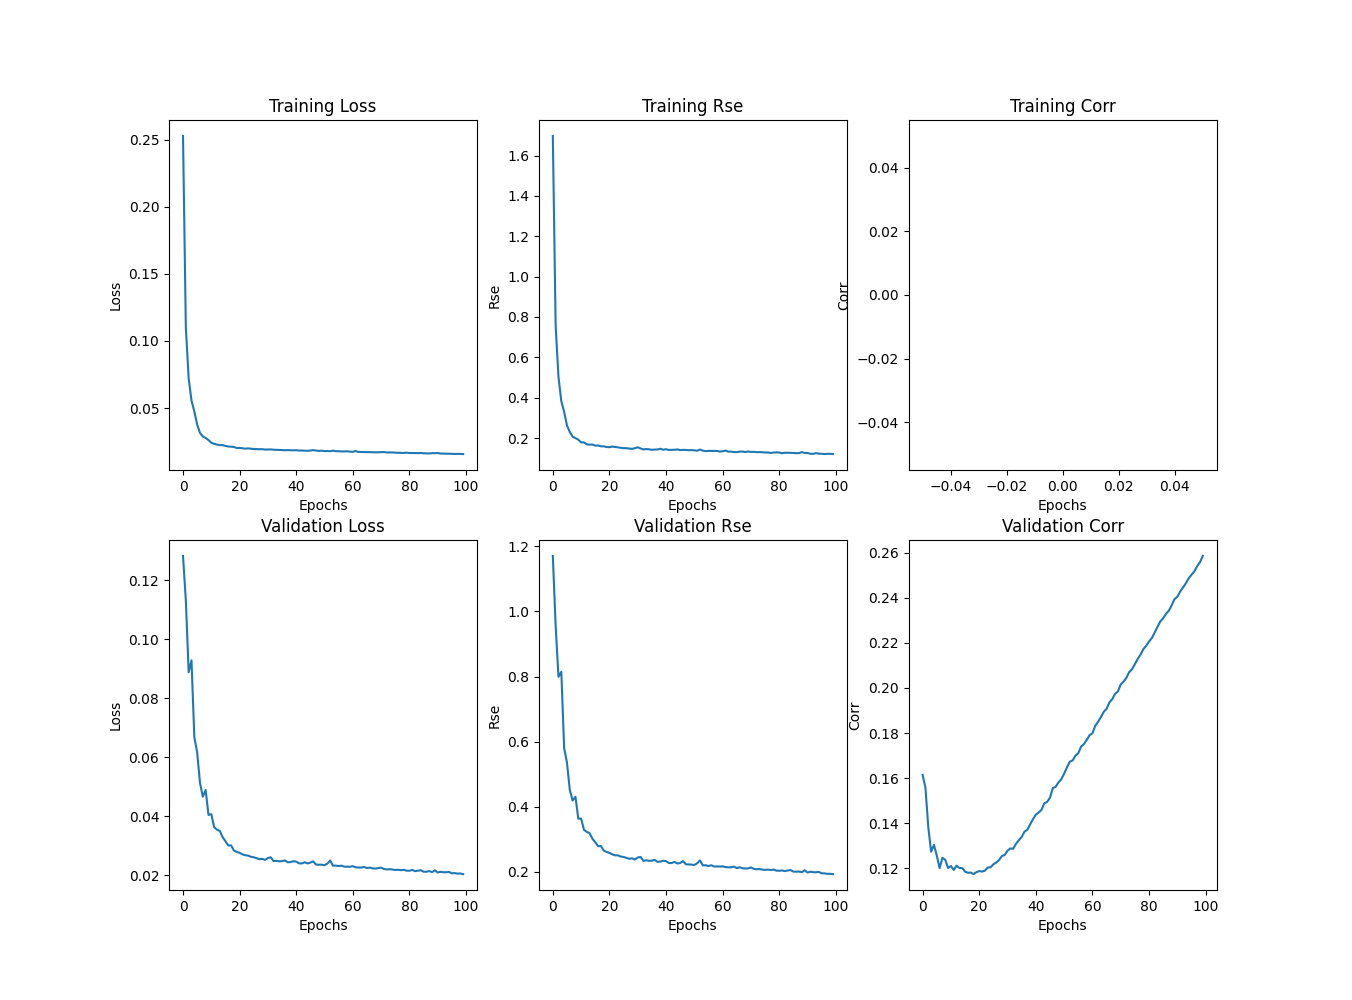 Training Loss
Training Rse
Training Corr
0.25
0.20
0.15
0.10
0.05
Loss
0 20 40 60 80 100
Epochs
1.6
1.4
1.2
1.0
0.8
0.6
0.4
0.2
Rse
0 20 40 60 80 100
Epochs
0.04
0.02
0.00
−0.02
−0.04
Corr
−0.04 −0.02 0.00 0.02 0.04
Epochs
Validation Loss
Validation Rse
Validation Corr
0.12
0.10
0.08
0.06
0.04
0.02
Loss
0 20 40 60 80 100
Epochs
1.2
1.0
0.8
0.6
0.4
0.2
Rse
0 20 40 60 80 100
Epochs
0.26
0.24
0.22
0.20
0.18
0.16
0.14
0.12
Corr
0 20 40 60 80 100
Epochs